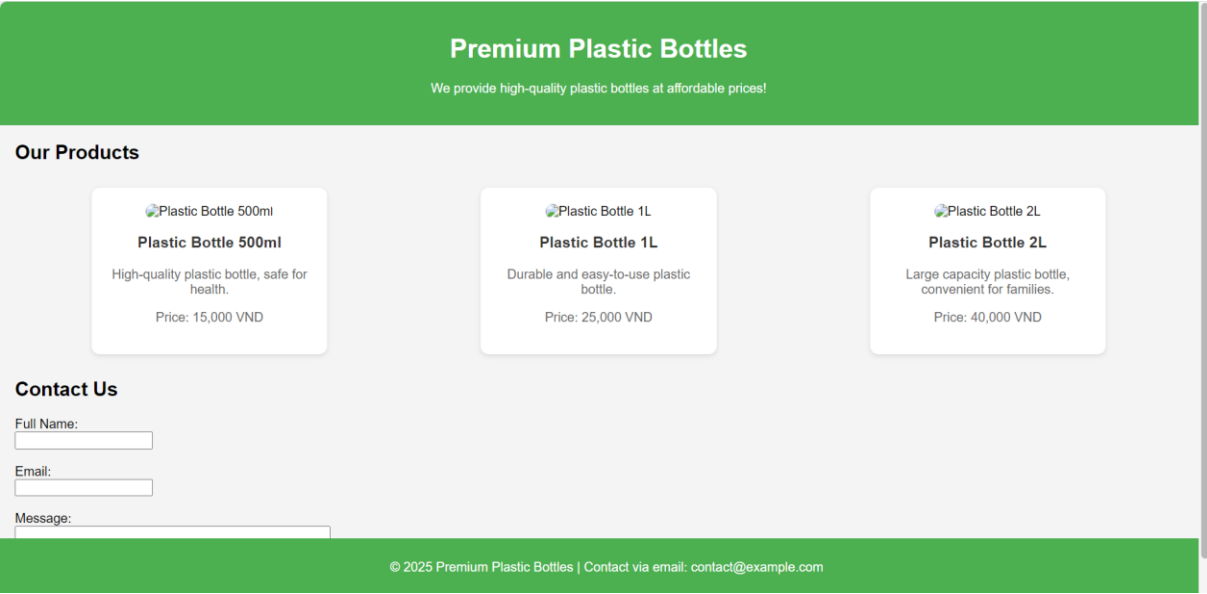 Premium Plastic Bottles
We provide high-quality plastic bottles at affordable prices!
Our Products
Plastic Bottle 500ml
Plastic Bottle 500ml
High-quality plastic bottle, safe for
health.
Price: 15,000 VND
Plastic Bottle 1L
Plastic Bottle 1L
Durable and easy-to-use plastic
bottle.
Price: 25,000 VND
Plastic Bottle 2L
Plastic Bottle 2L
Large capacity plastic bottle,
convenient for families.
Price: 40,000 VND
Contact Us
Full Name:
Email:
Message:
© 2025 Premium Plastic Bottles | Contact via email: contact@example.com